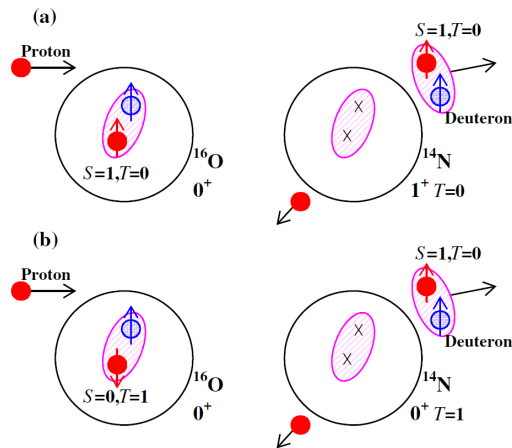 (a)
Proton
S=1,T=0
¹⁶O
0⁺
S=1,T=0
Deuteron
¹⁴N
1⁺ T=0
X
X
(b)
Proton
S=0,T=1
¹⁶O
0⁺
S=1,T=0
Deuteron
¹⁴N
0⁺ T=1
X
X